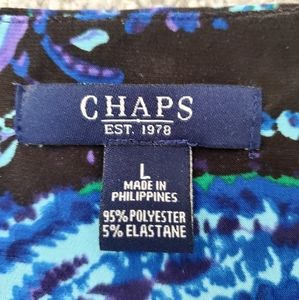 CHAPS
EST. 1978
L
MADE IN
PHILIPPINES
95% POLYESTER
5% ELASTANE